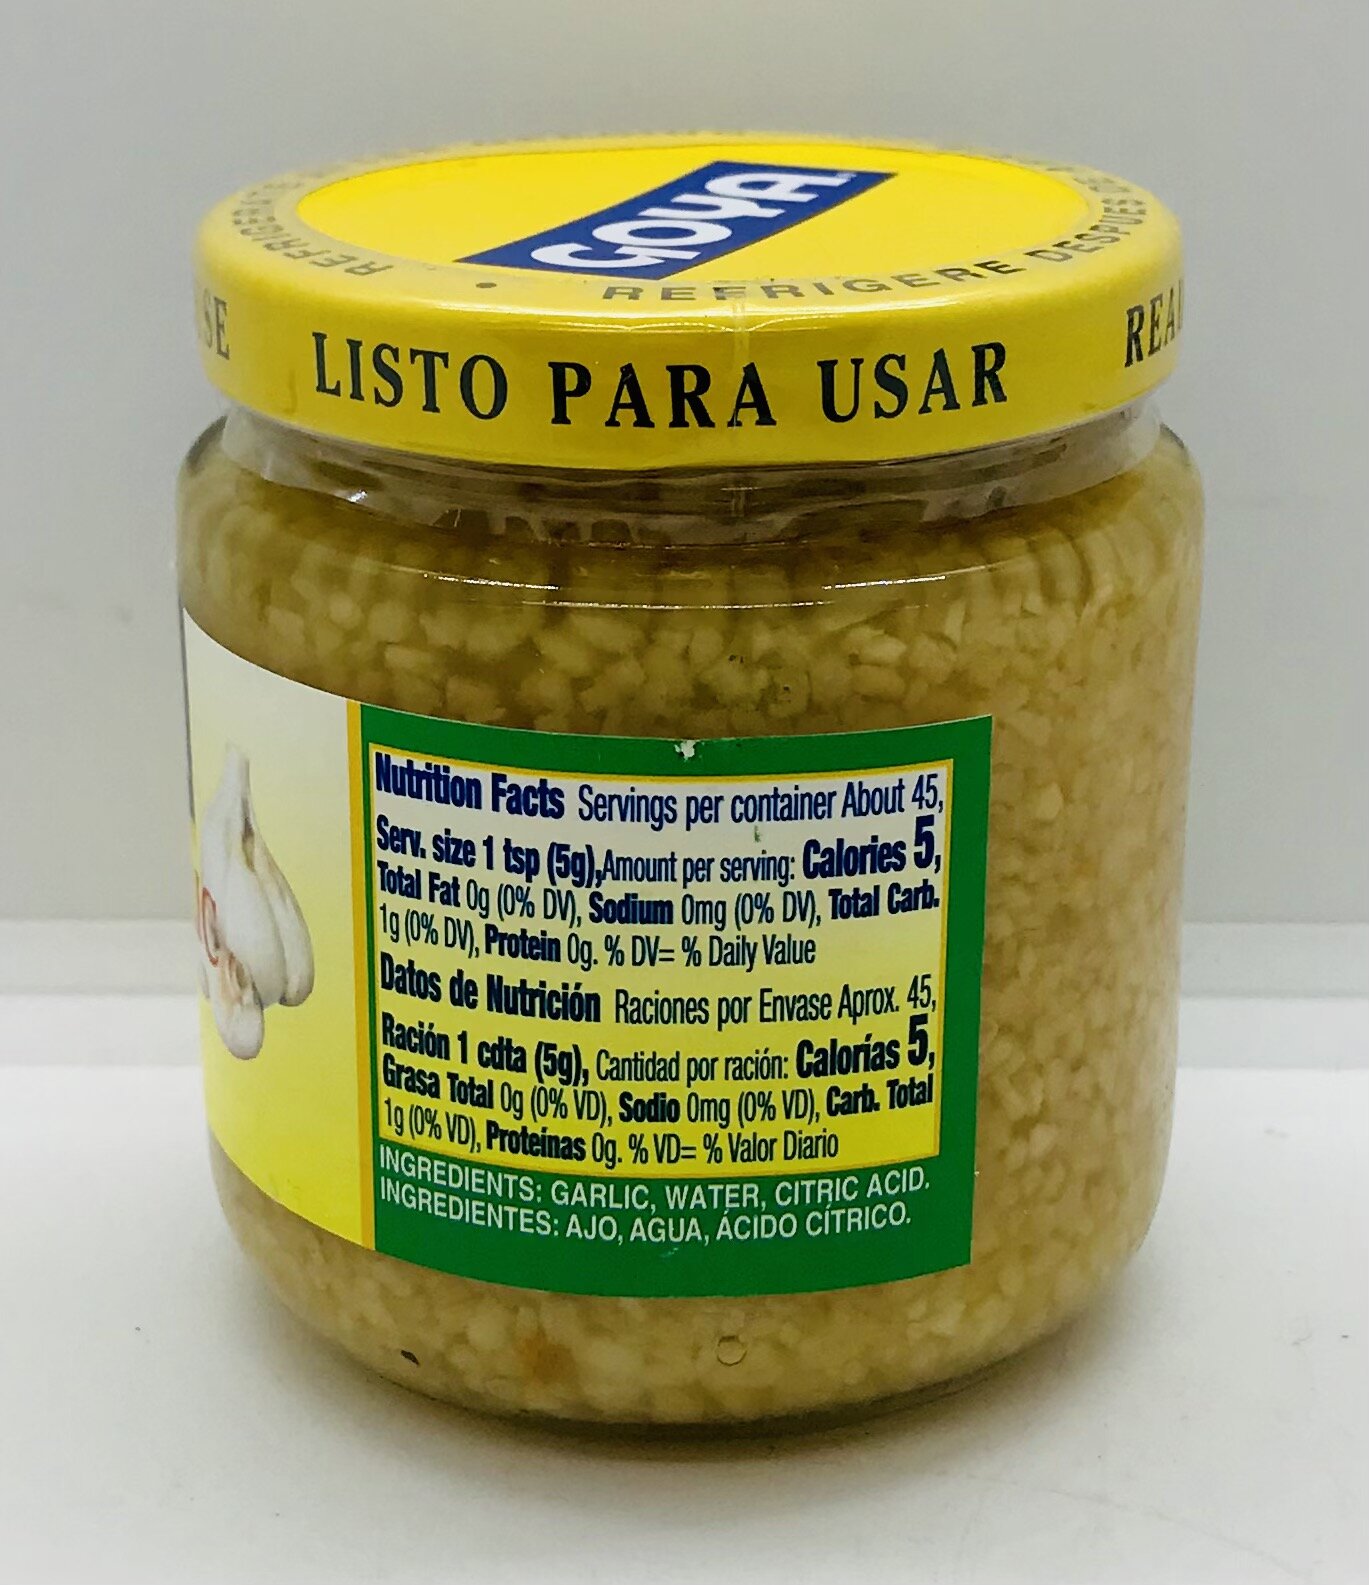 GOYA
REFRIGERE DESPUES
SE LISTO PARA USAR
Nutrition Facts Servings per container About 45,
Serv. size 1 tsp (5g),Amount per serving: Calories 5,
Total Fat 0g (0% DV), Sodium 0mg (0% DV), Total Carb.
1g (0% DV), Protein 0g. % DV= % Daily Value
Datos de Nutrición Raciones por Envase Aprox. 45,
Ración 1 cdta (5g), Cantidad por ración: Calorías 5,
Grasa Total 0g (0% VD), Sodio 0mg (0% VD), Carb. Total
1g (0% VD), Proteínas 0g. % VD= % Valor Diario
INGREDIENTS: GARLIC, WATER, CITRIC ACID.
INGREDIENTES: AJO, AGUA, ÁCIDO CÍTRICO.